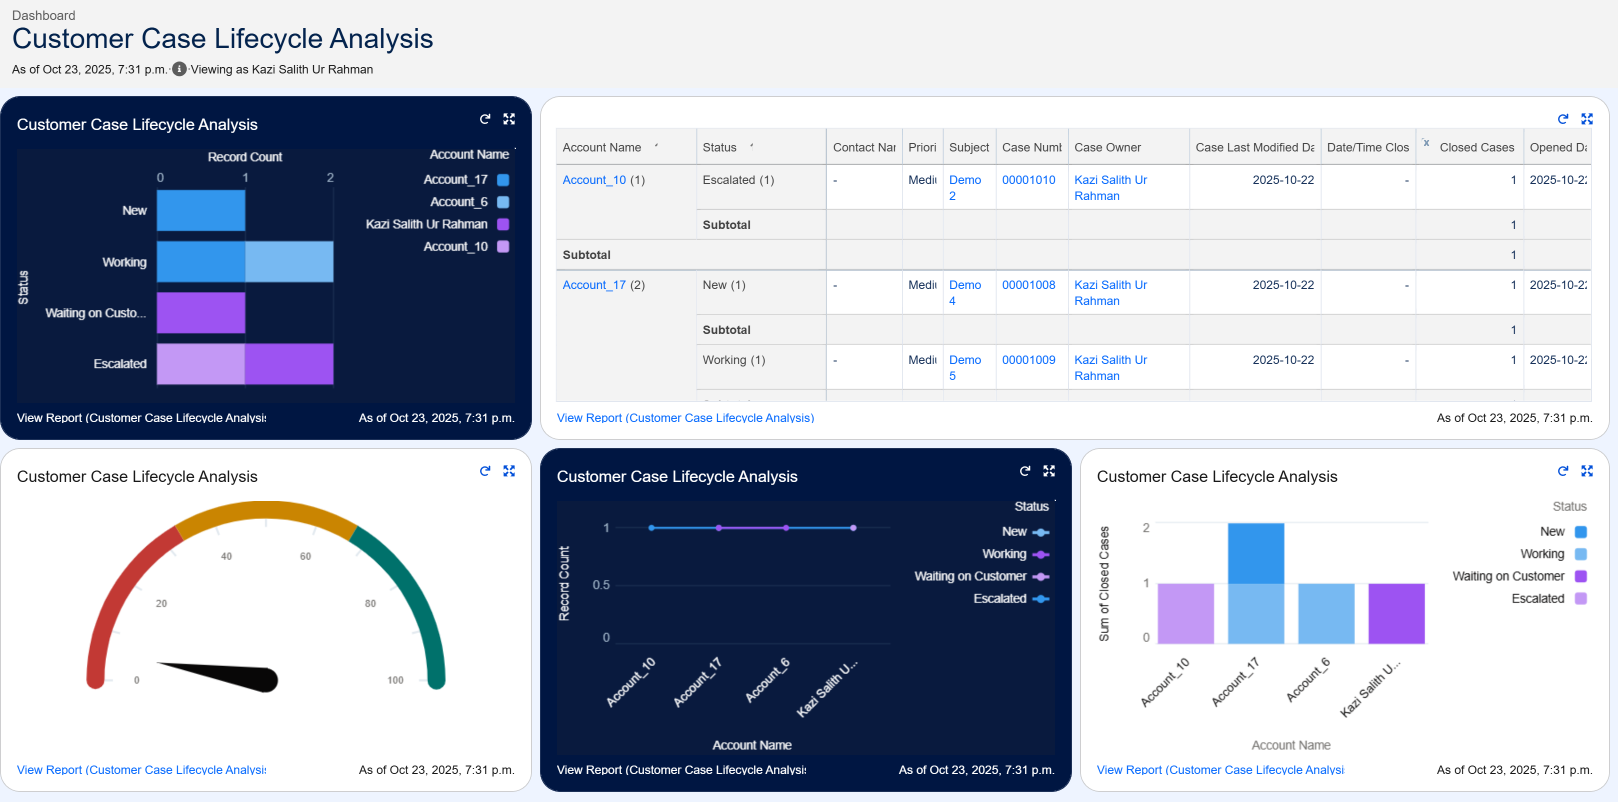 Dashboard
Customer Case Lifecycle Analysis
As of Oct 23, 2025, 7:31 p.m. Viewing as Kazi Salith Ur Rahman
Customer Case Lifecycle Analysis
Record Count
0 1 2
Status
New
Working
Waiting on Custo...
Escalated
Account Name
Account_17
Account_6
Kazi Salith Ur Rahman
Account_10
View Report (Customer Case Lifecycle Analysis
As of Oct 23, 2025, 7:31 p.m.
Account Name Status Contact Nar Priori Subject Case Numb Case Owner Case Last Modified Da Date/Time Clos Closed Cases Opened Da
Account_10 (1) Escalated (1) - Medi Demo 00001010 Kazi Salith Ur 2025-10-22 - 1 2025-10-22
2 Rahman
Subtotal 1
Subtotal 1
Account_17 (2) New (1) - Medi Demo 00001008 Kazi Salith Ur 2025-10-22 - 1 2025-10-22
4 Rahman
Subtotal 1
Working (1) - Medi Demo 00001009 Kazi Salith Ur 2025-10-22 - 1 2025-10-22
5 Rahman
View Report (Customer Case Lifecycle Analysis)
As of Oct 23, 2025, 7:31 p.m.
Customer Case Lifecycle Analysis
0
20
40
60
80
100
View Report (Customer Case Lifecycle Analysis
As of Oct 23, 2025, 7:31 p.m.
Customer Case Lifecycle Analysis
Record Count
1
0.5
0
Account_10
Account_17
Account_6
Kazi Salith U...
Account Name
Status
New
Working
Waiting on Customer
Escalated
View Report (Customer Case Lifecycle Analysis
As of Oct 23, 2025, 7:31 p.m.
Customer Case Lifecycle Analysis
Sum of Closed Cases
2
1
0
Account_10
Account_17
Account_6
Kazi Salith U...
Account Name
Status
New
Working
Waiting on Customer
Escalated
View Report (Customer Case Lifecycle Analysi
As of Oct 23, 2025, 7:31 p.m.